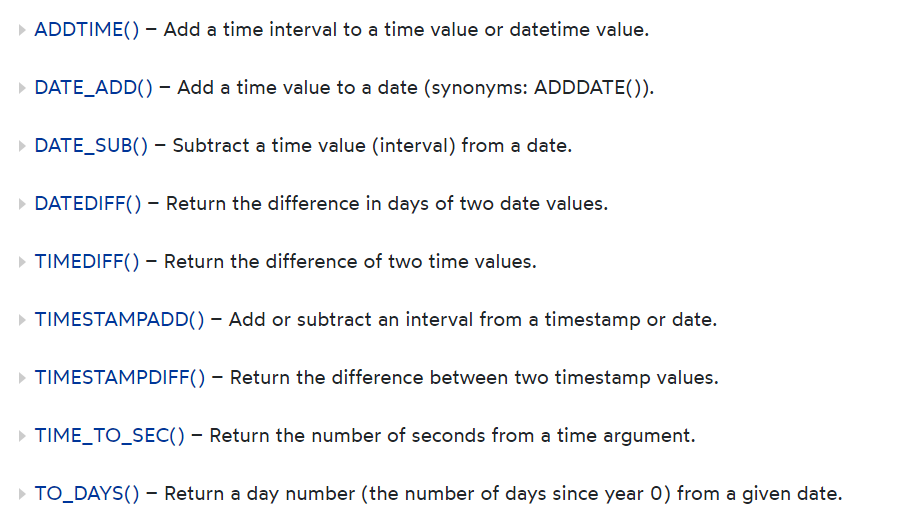 ADDTIME() – Add a time interval to a time value or datetime value.
DATE_ADD() – Add a time value to a date (synonyms: ADDDATE()).
DATE_SUB() – Subtract a time value (interval) from a date.
DATEDIFF() – Return the difference in days of two date values.
TIMEDIFF() – Return the difference of two time values.
TIMESTAMPADD() – Add or subtract an interval from a timestamp or date.
TIMESTAMPDIFF() – Return the difference between two timestamp values.
TIME_TO_SEC() – Return the number of seconds from a time argument.
TO_DAYS() – Return a day number (the number of days since year 0) from a given date.